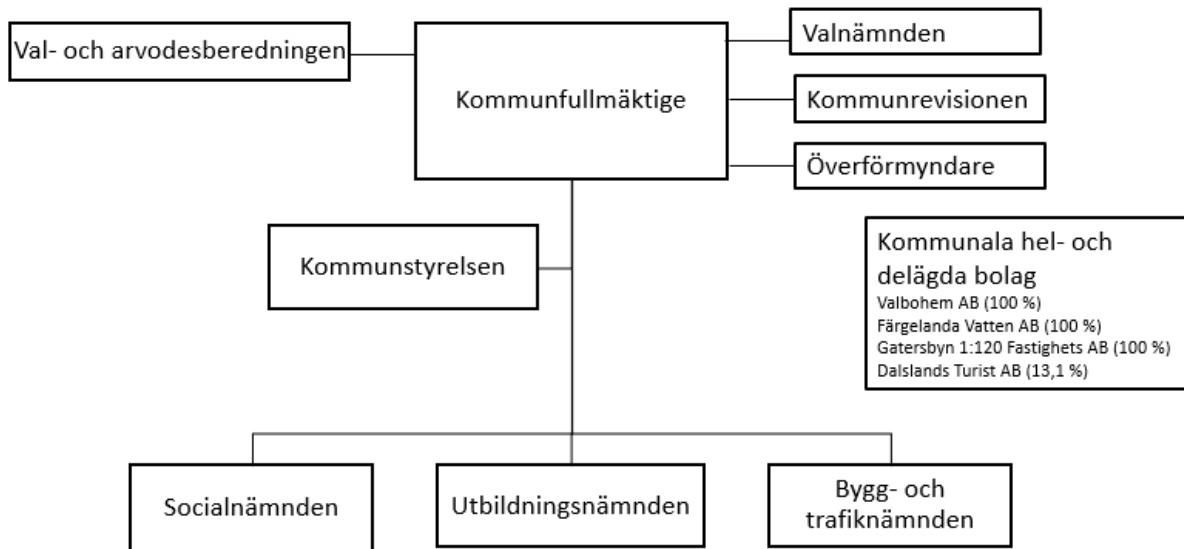 Val- och arvodesberedningen
Kommunfullmäktige
Valnämnden
Kommunrevisionen
Överförmyndare
Kommunstyrelsen
Kommunala hel- och
delägda bolag
Valbohem AB (100 %)
Färgelanda Vatten AB (100 %)
Gatersbyn 1:120 Fastighets AB (100 %)
Dalslands Turist AB (13,1 %)
Socialnämnden
Utbildningsnämnden
Bygg- och
trafiknämnden